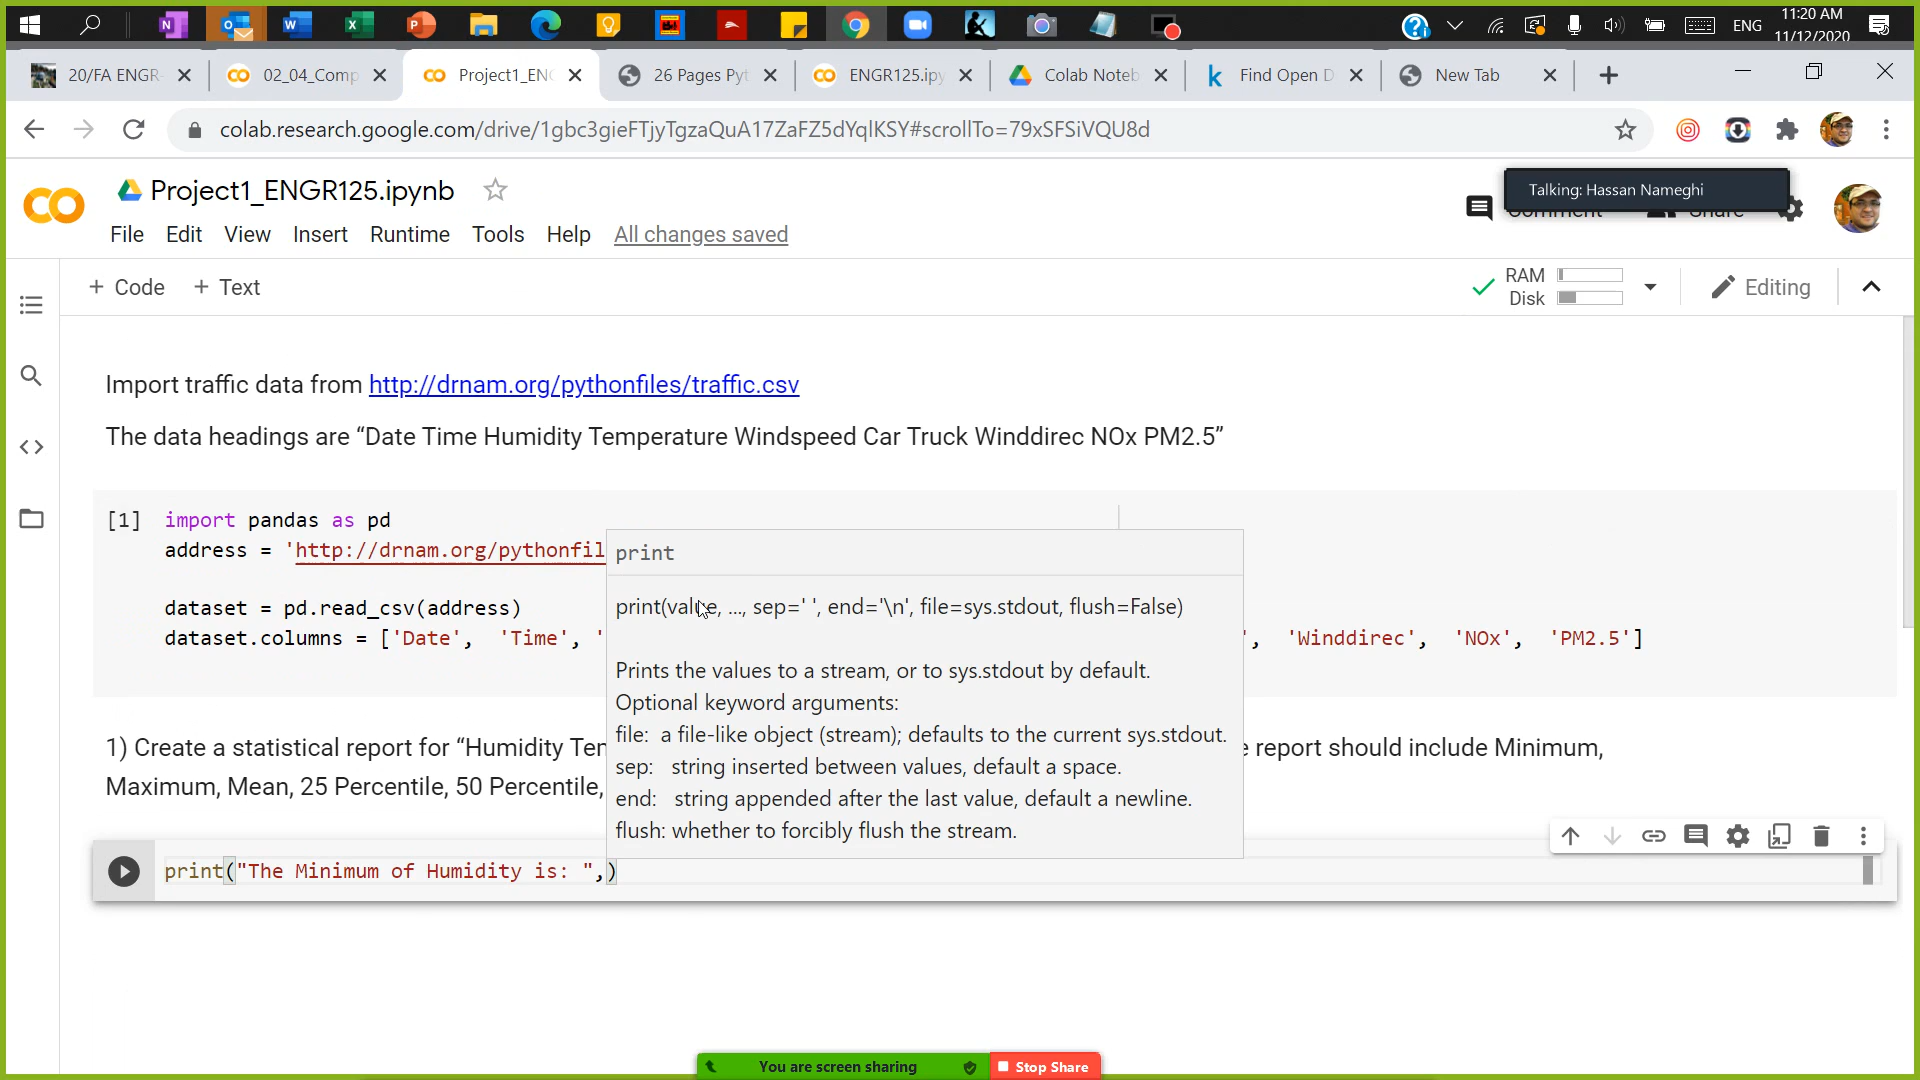 ENG
11:20 AM
11/12/2020
20/FA ENGR
02_04_Comp
Project1_EN
26 Pages Pyt
ENGR125.ipy
Colab Noteb
Find Open D
New Tab
colab.research.google.com/drive/1gbc3gieFTjyTgzaQuA17ZaFZ5dYqlKSY#scrollTo=79xSFSiVQU8d
Project1_ENGR125.ipynb
Talking: Hassan Nameghi
Comment Share
File Edit View Insert Runtime Tools Help All changes saved
+ Code + Text
RAM
Disk
Editing
Import traffic data from http://drnam.org/pythonfiles/traffic.csv
The data headings are “Date Time Humidity Temperature Windspeed Car Truck Winddirec NOx PM2.5”
[1] import pandas as pd
address = 'http://drnam.org/pythonfil
dataset = pd.read_csv(address)
dataset.columns = ['Date', 'Time', '
', 'Winddirec', 'NOx', 'PM2.5']
print
print(value, ..., sep=' ', end='\n', file=sys.stdout, flush=False)
Prints the values to a stream, or to sys.stdout by default.
Optional keyword arguments:
file: a file-like object (stream); defaults to the current sys.stdout.
sep: string inserted between values, default a space.
end: string appended after the last value, default a newline.
flush: whether to forcibly flush the stream.
1) Create a statistical report for “Humidity Ten
e report should include Minimum,
Maximum, Mean, 25 Percentile, 50 Percentile,
print("The Minimum of Humidity is: ",)
You are screen sharing
Stop Share